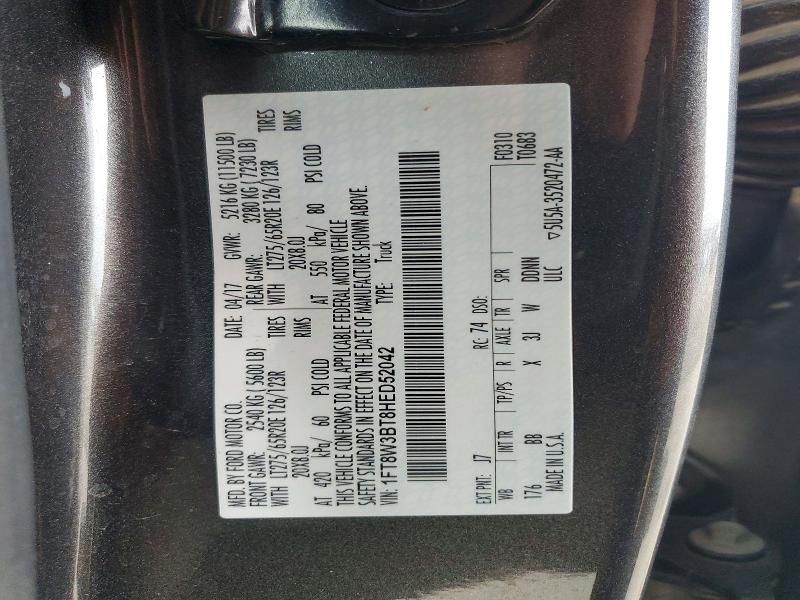 MFD. BY FORD MOTOR CO.
DATE: 04/17 GVWR: 5216 KG (11500 LB)
FRONT GAWR: 2540 KG ( 5600 LB) REAR GAWR: 3280 KG ( 7230 LB)
WITH LT275/65R20E 126/123R TIRES WITH LT275/65R20E 126/123R TIRES
20X8.0J RIMS 20X8.0J RIMS
AT 420 kPa/ 60 PSI COLD AT 550 kPa/ 80 PSI COLD
THIS VEHICLE CONFORMS TO ALL APPLICABLE FEDERAL MOTOR VEHICLE
SAFETY STANDARDS IN EFFECT ON THE DATE OF MANUFACTURE SHOWN ABOVE.
VIN: 1FT8W3BT8HED52042 TYPE: Truck
EXT PNT: J7 RC: 74 DSO: F0310
WB INT TR TP/PS R AXLE TR SPR T0683
176 BB X 3J W DDNN
MADE IN U.S.A. ULC ▽5U5A-3520472-AA